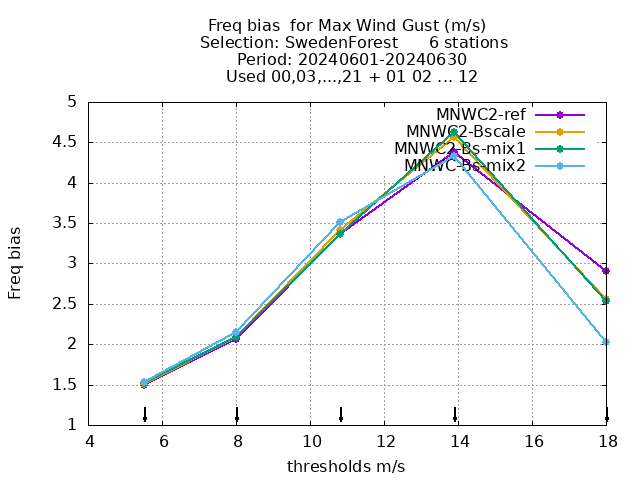 Freq bias  for Max Wind Gust (m/s)
Selection: SwedenForest      6 stations
Period: 20240601-20240630
Used 00,03,...,21 + 01 02 ... 12
MNWC2-ref
MNWC2-Bscale
MNWC2-Bs-mix1
MNWC-Bs-mix2
5
4.5
4
3.5
3
2.5
2
1.5
1
Freq bias
4 6 8 10 12 14 16 18
thresholds m/s